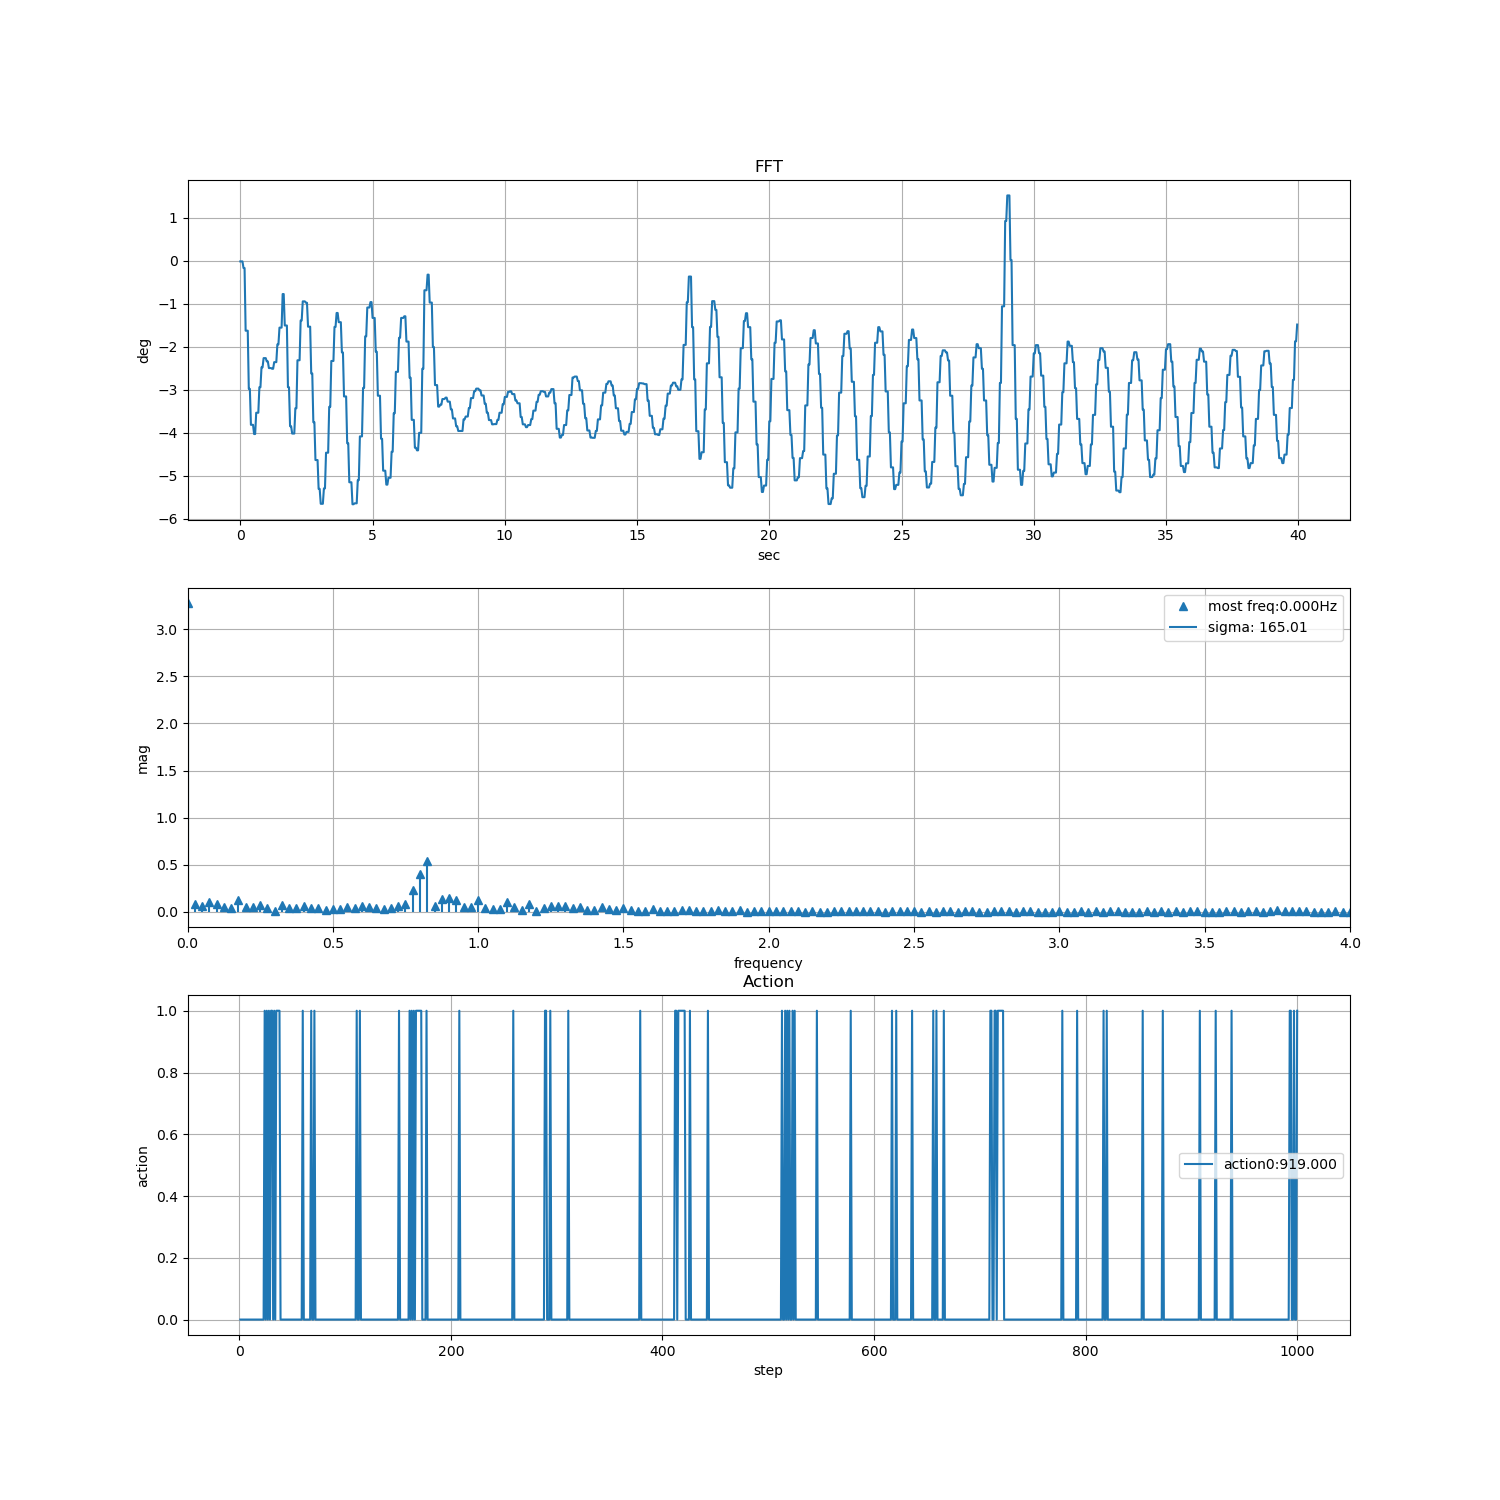 FFT
1
0
−1
−2
−3
−4
−5
−6
deg
0 5 10 15 20 25 30 35 40
sec
most freq:0.000Hz
sigma: 165.01
3.0
2.5
2.0
1.5
1.0
0.5
0.0
mag
0.0 0.5 1.0 1.5 2.0 2.5 3.0 3.5 4.0
frequency
Action
1.0
0.8
0.6
0.4
0.2
0.0
action
action0:919.000
0 200 400 600 800 1000
step